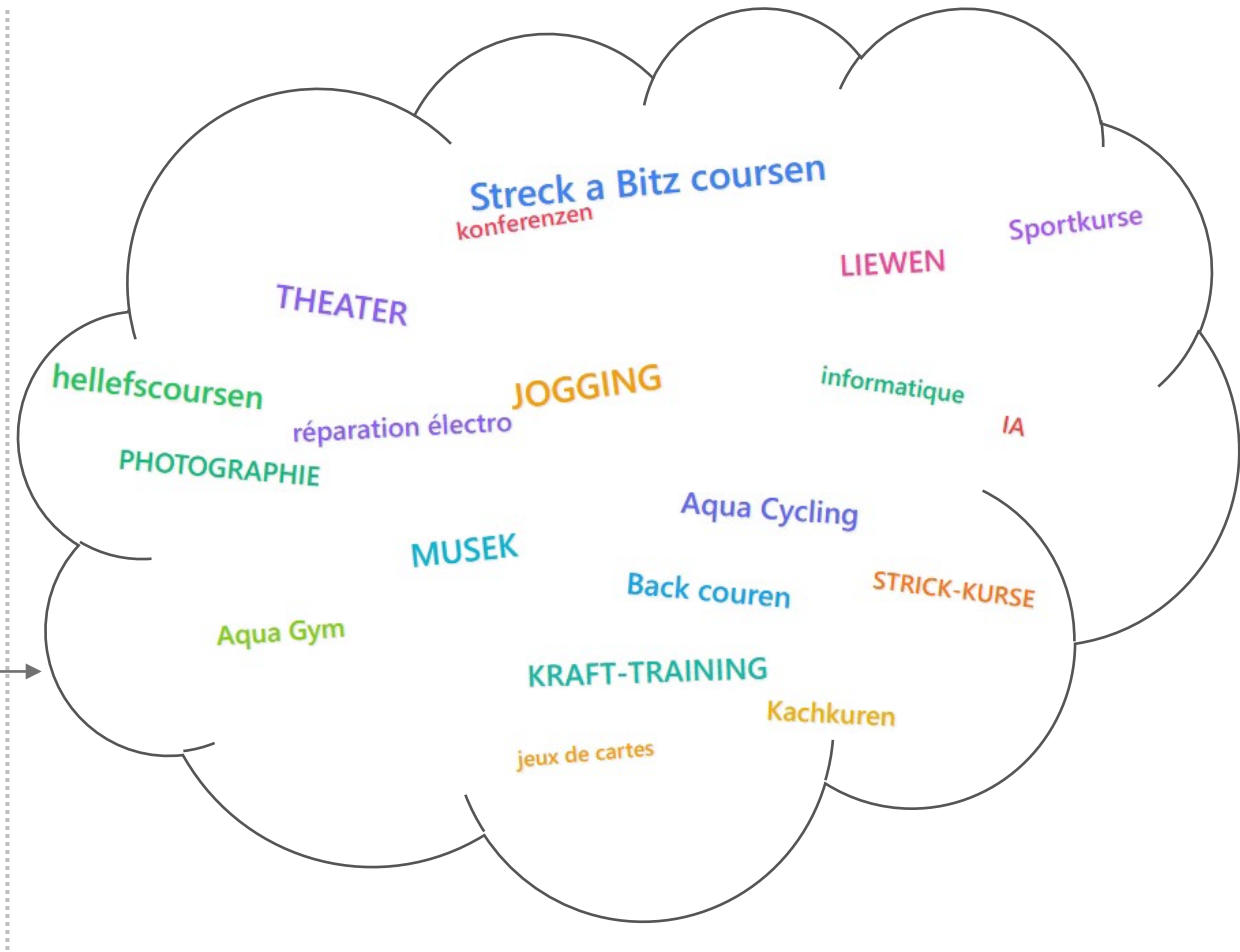 Streck a Bitz coursen
konferenzen
Sportkurse
LIEWEN
THEATER
hellefscoursen
JOGGING
informatique
réparation électro
IA
PHOTOGRAPHIE
Aqua Cycling
MUSEK
Back couren
STRICK-KURSE
Aqua Gym
KRAFT-TRAINING
Kachkuren
jeux de cartes